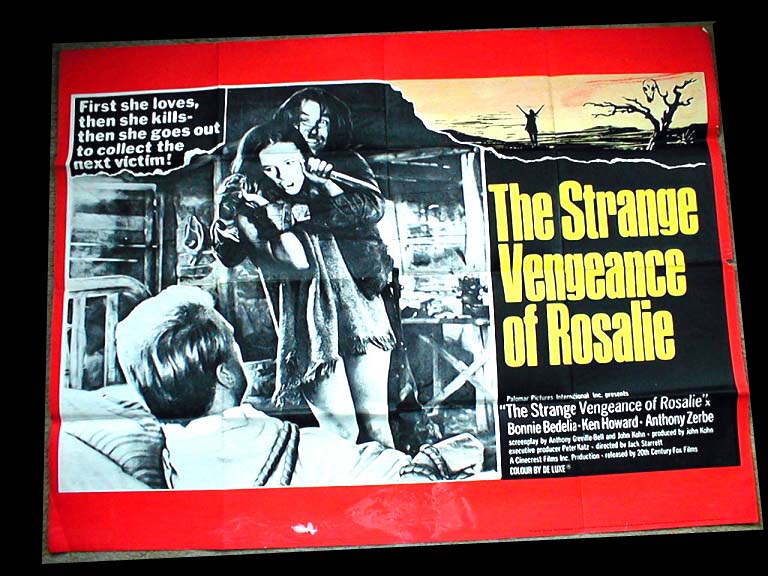 First she loves,
then she kills-
then she goes out
to collect the
next victim!
The Strange
Vengeance
of Rosalie
Palomar Pictures International Inc. presents
"The Strange Vengeance of Rosalie" x
Bonnie Bedelia · Ken Howard · Anthony Zerbe
screenplay by Anthony Greville-Bell and John Kohn · produced by John Kohn
executive producer Peter Katz · directed by Jack Starrett
A Cinecrest Films Inc. Production · released by 20th Century Fox Films
COLOUR BY DE LUXE ®